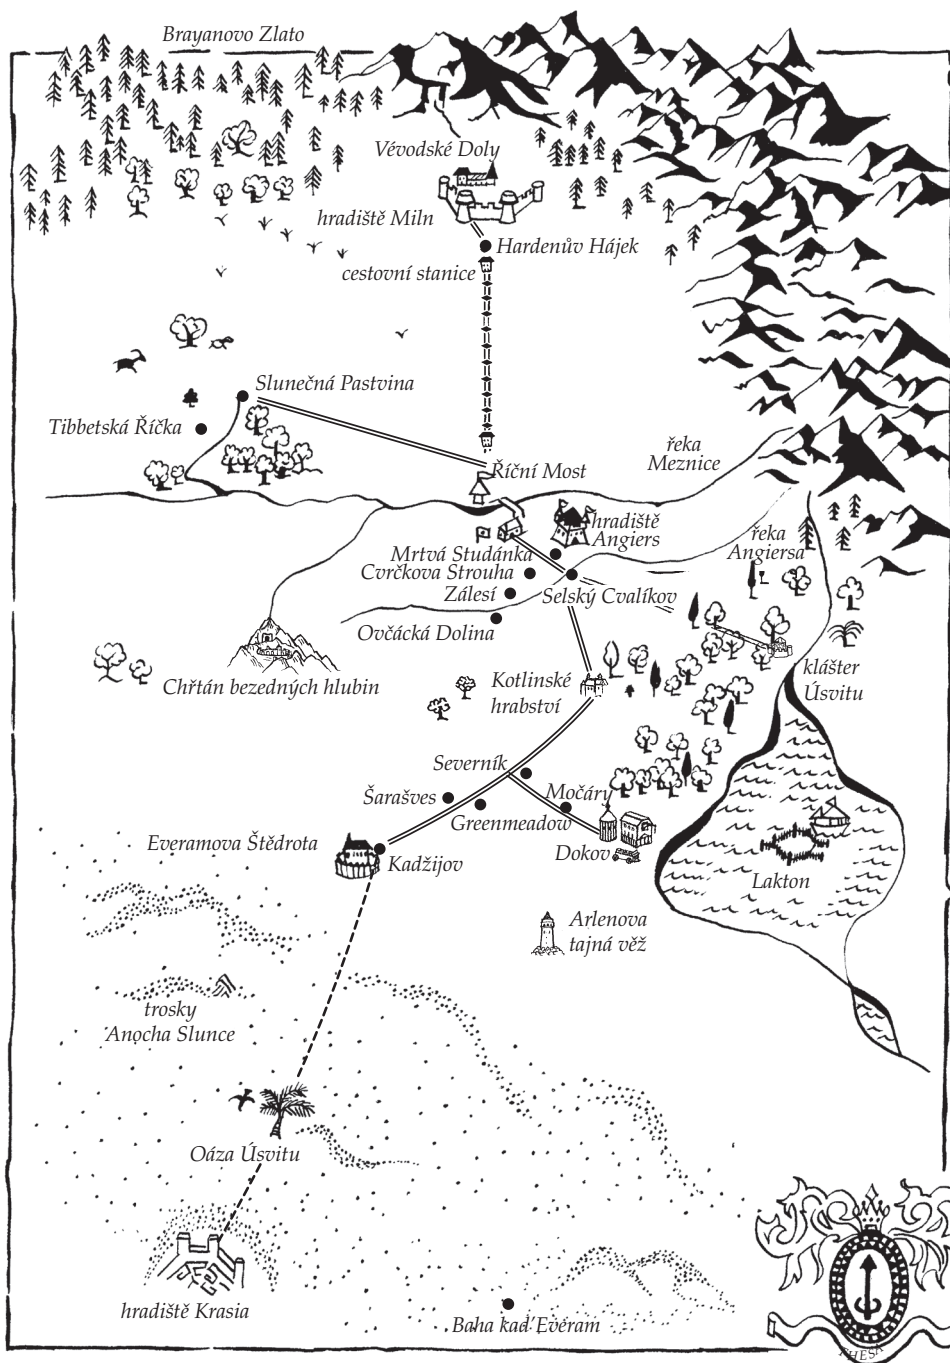 Brayanovo Zlato
Vévodské Doly
hradiště Miln
Hardenův Hájek
cestovní stanice
Slunečná Pastvina
Tibbetská Říčka
řeka
Meznice
Říční Most
hradiště
Angiers
řeka
Angiersa
Mrtvá Studánka
Cvrčkova Strouha
Zálesí
Selský Cvalíkov
Ovčácká Dolina
klášter
Úsvitu
Chřtán bezedných hlubin
Kotlinské
hrabství
Severník
Šarašves
Močáry
Greenmeadow
Everamova Štědrota
Dokov
Kadžijov
Lakton
Arlenova
tajná věž
trosky
Anocha Slunce
Oáza Úsvitu
hradiště Krasia
Baha kad'Everam